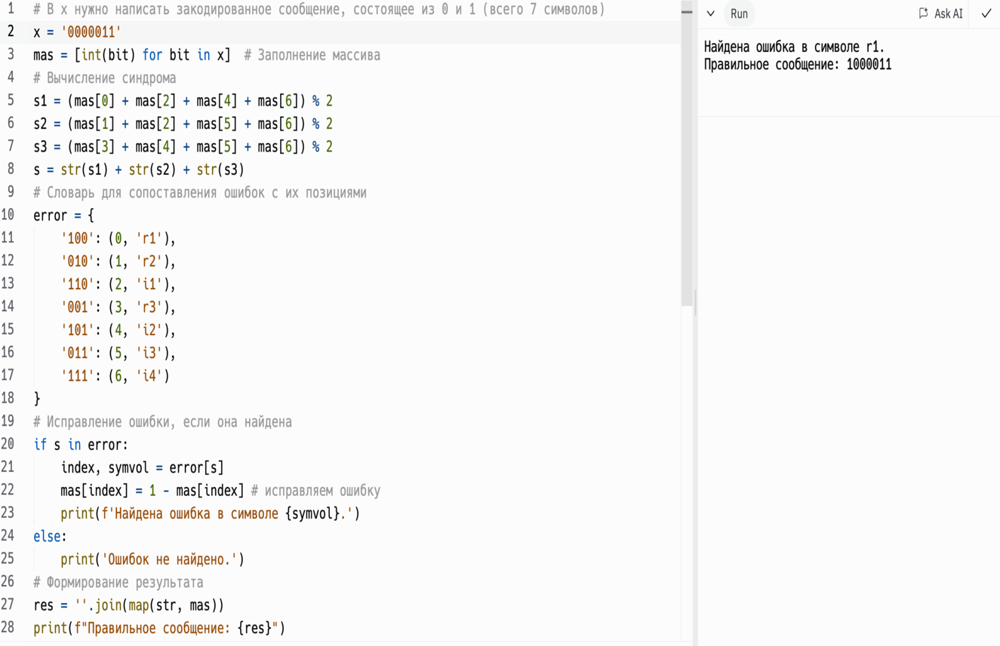 1 # В x нужно написать закодированное сообщение, состоящее из 0 и 1 (всего 7 символов)
2 x = '0000011'
3 mas = [int(bit) for bit in x]  # Заполнение массива
4 # Вычисление синдрома
5 s1 = (mas[0] + mas[2] + mas[4] + mas[6]) % 2
6 s2 = (mas[1] + mas[2] + mas[5] + mas[6]) % 2
7 s3 = (mas[3] + mas[4] + mas[5] + mas[6]) % 2
8 s = str(s1) + str(s2) + str(s3)
9 # Словарь для сопоставления ошибок с их позициями
10 error = {
11     '100': (0, 'r1'),
12     '010': (1, 'r2'),
13     '110': (2, 'i1'),
14     '001': (3, 'r3'),
15     '101': (4, 'i2'),
16     '011': (5, 'i3'),
17     '111': (6, 'i4')
18 }
19 # Исправление ошибки, если она найдена
20 if s in error:
21     index, symvol = error[s]
22     mas[index] = 1 - mas[index] # исправляем ошибку
23     print(f'Найдена ошибка в символе {symvol}.')
24 else:
25     print('Ошибок не найдено.')
26 # Формирование результата
27 res = ''.join(map(str, mas))
28 print(f"Правильное сообщение: {res}")
Run
Ask AI
Найдена ошибка в символе r1.
Правильное сообщение: 1000011